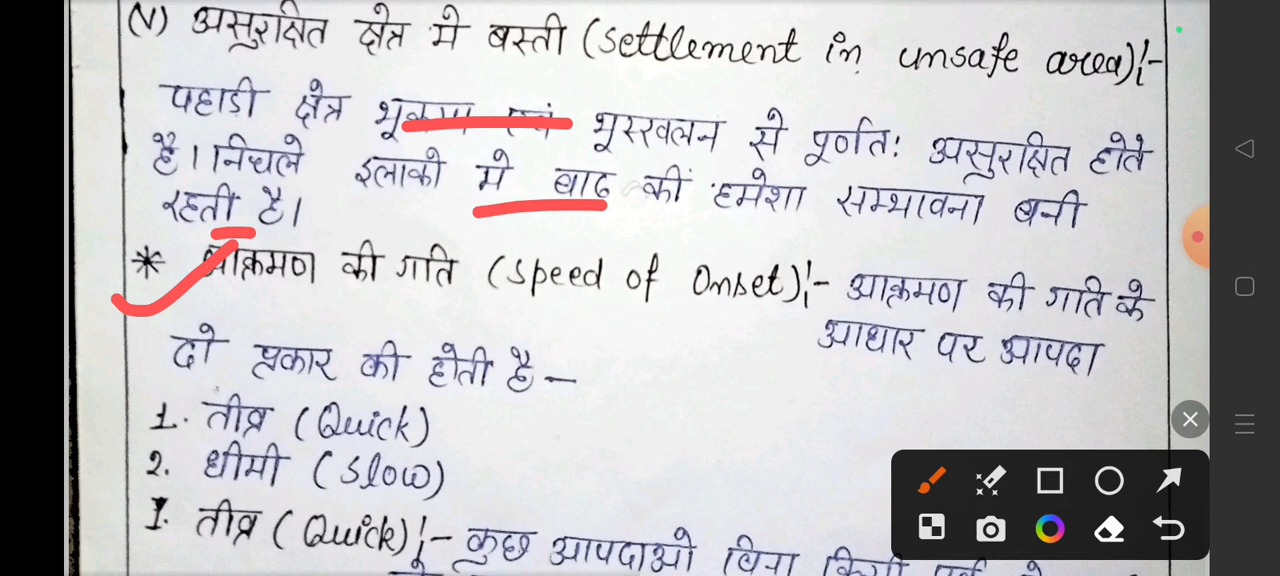 (V) असुरक्षित क्षेत्र मे बस्ती (settlement in unsafe area):-
पहाडी क्षेत्र भूकम्प एवं भूस्खलन से पूर्णत: असुरक्षित होते
है। निचले इलाको मे बाढ की हमेशा सम्भावना बनी
रहती है।
* आक्रमण की गति (speed of Onset):- आक्रमण की गति के
आधार पर आपदा
दो प्रकार की होती है –
1. तीव्र (Quick)
2. धीमी (slow)
1. तीव्र (Quick):- कुछ आपदाओ बिना किसी पूर्व